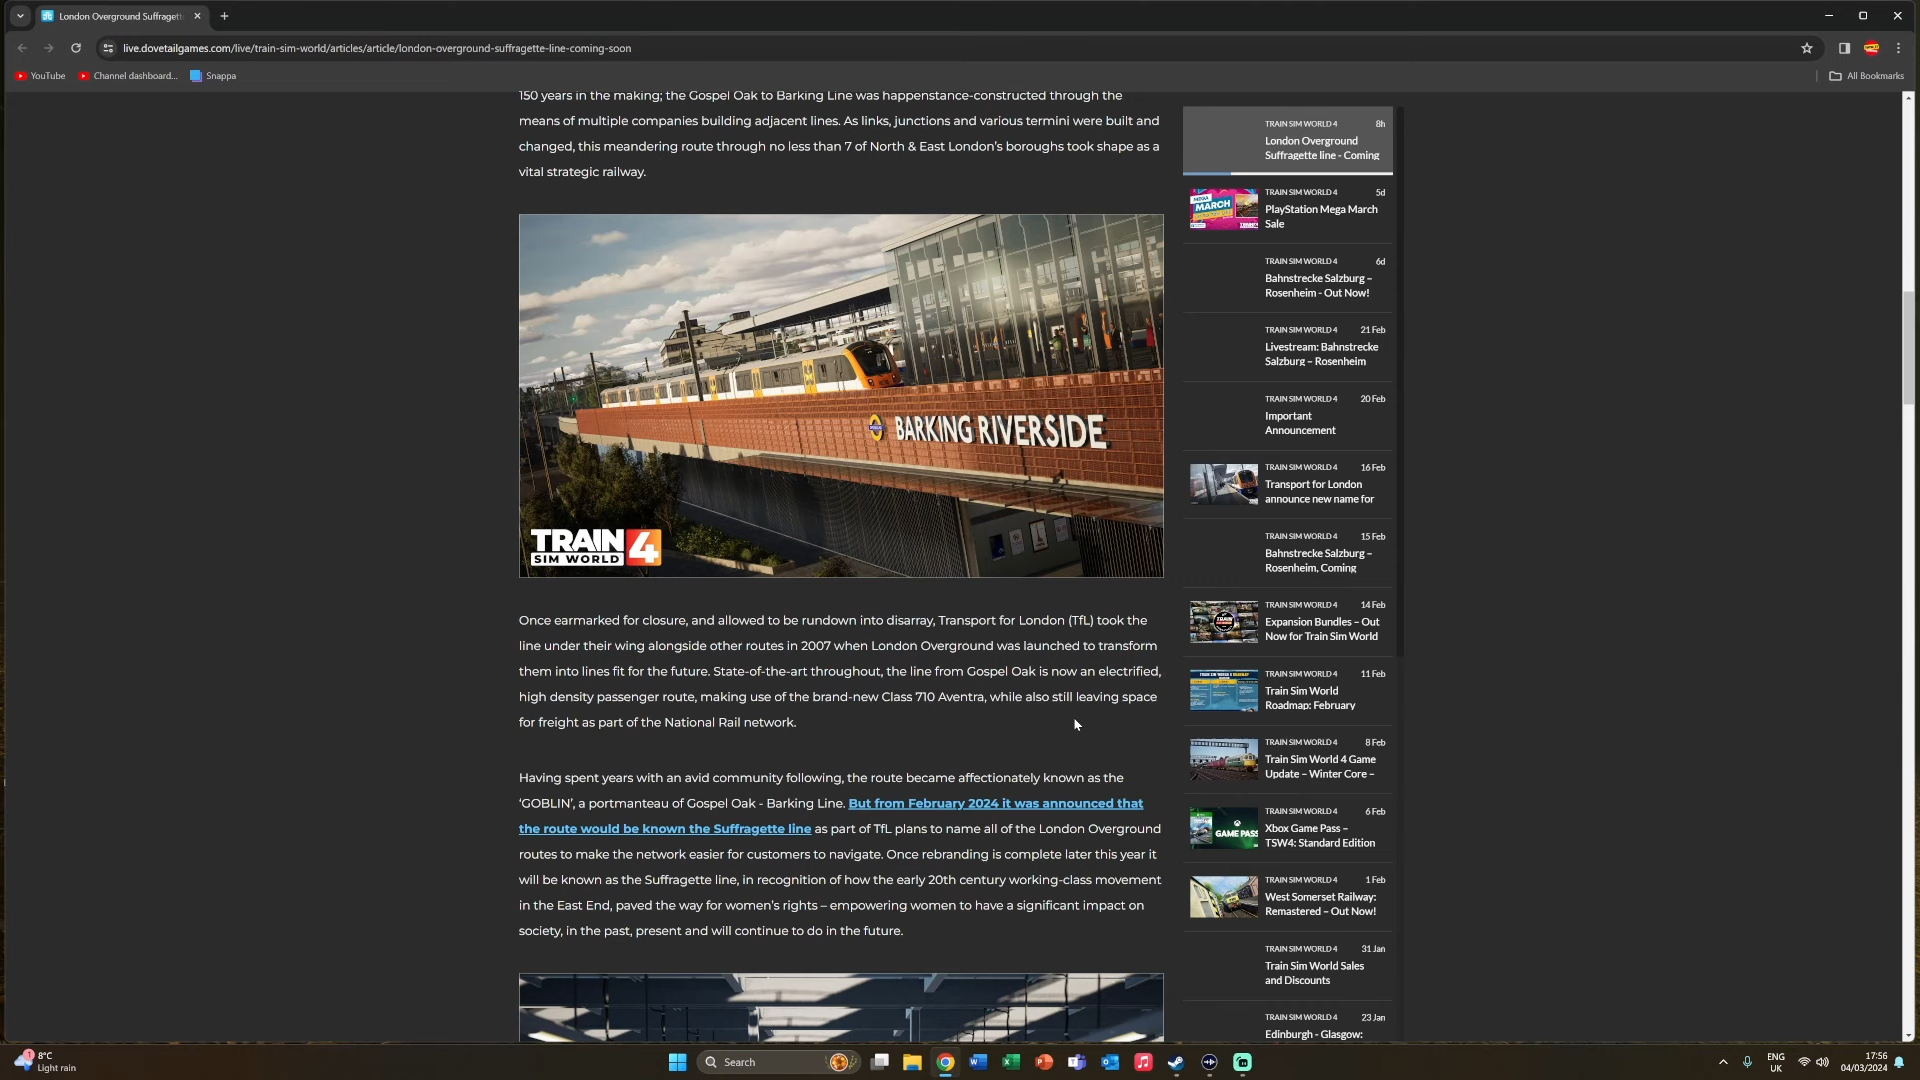 London Overground Suffragett
live.dovetailgames.com/live/train-sim-world/articles/article/london-overground-suffragette-line-coming-soon
YouTube
Channel dashboard...
Snappa
All Bookmarks
150 years in the making; the Gospel Oak to Barking Line was happenstance-constructed through the
means of multiple companies building adjacent lines. As links, junctions and various termini were built and
changed, this meandering route through no less than 7 of North & East London's boroughs took shape as a
vital strategic railway.
BARKING RIVERSIDE
TRAIN 4
SIM WORLD
Once earmarked for closure, and allowed to be rundown into disarray, Transport for London (TfL) took the
line under their wing alongside other routes in 2007 when London Overground was launched to transform
them into lines fit for the future. State-of-the-art throughout, the line from Gospel Oak is now an electrified,
high density passenger route, making use of the brand-new Class 710 Aventra, while also still leaving space
for freight as part of the National Rail network.
Having spent years with an avid community following, the route became affectionately known as the
‘GOBLIN’, a portmanteau of Gospel Oak - Barking Line. But from February 2024 it was announced that
the route would be known the Suffragette line as part of TfL plans to name all of the London Overground
routes to make the network easier for customers to navigate. Once rebranding is complete later this year it
will be known as the Suffragette line, in recognition of how the early 20th century working-class movement
in the East End, paved the way for women's rights – empowering women to have a significant impact on
society, in the past, present and will continue to do in the future.
TRAIN SIM WORLD 4 8h
London Overground
Suffragette line - Coming
TRAIN SIM WORLD 4 5d
PlayStation Mega March
Sale
MEGA
MARCH
TRAIN SIM WORLD 4 6d
Bahnstrecke Salzburg –
Rosenheim - Out Now!
TRAIN SIM WORLD 4 21 Feb
Livestream: Bahnstrecke
Salzburg – Rosenheim
TRAIN SIM WORLD 4 20 Feb
Important
Announcement
TRAIN SIM WORLD 4 16 Feb
Transport for London
announce new name for
TRAIN SIM WORLD 4 15 Feb
Bahnstrecke Salzburg –
Rosenheim, Coming
TRAIN SIM WORLD 4 14 Feb
Expansion Bundles – Out
Now for Train Sim World
TRAIN SIM WORLD 4 11 Feb
Train Sim World
Roadmap: February
TRAIN SIM WORLD 4 8 Feb
Train Sim World 4 Game
Update – Winter Core –
TRAIN SIM WORLD 4 6 Feb
Xbox Game Pass –
TSW4: Standard Edition
GAME PASS
TRAIN SIM WORLD 4 1 Feb
West Somerset Railway:
Remastered – Out Now!
TRAIN SIM WORLD 4 31 Jan
Train Sim World Sales
and Discounts
TRAIN SIM WORLD 4 23 Jan
Edinburgh - Glasgow:
1
8°C
Light rain
Search
ENG
UK
17:56
04/03/2024